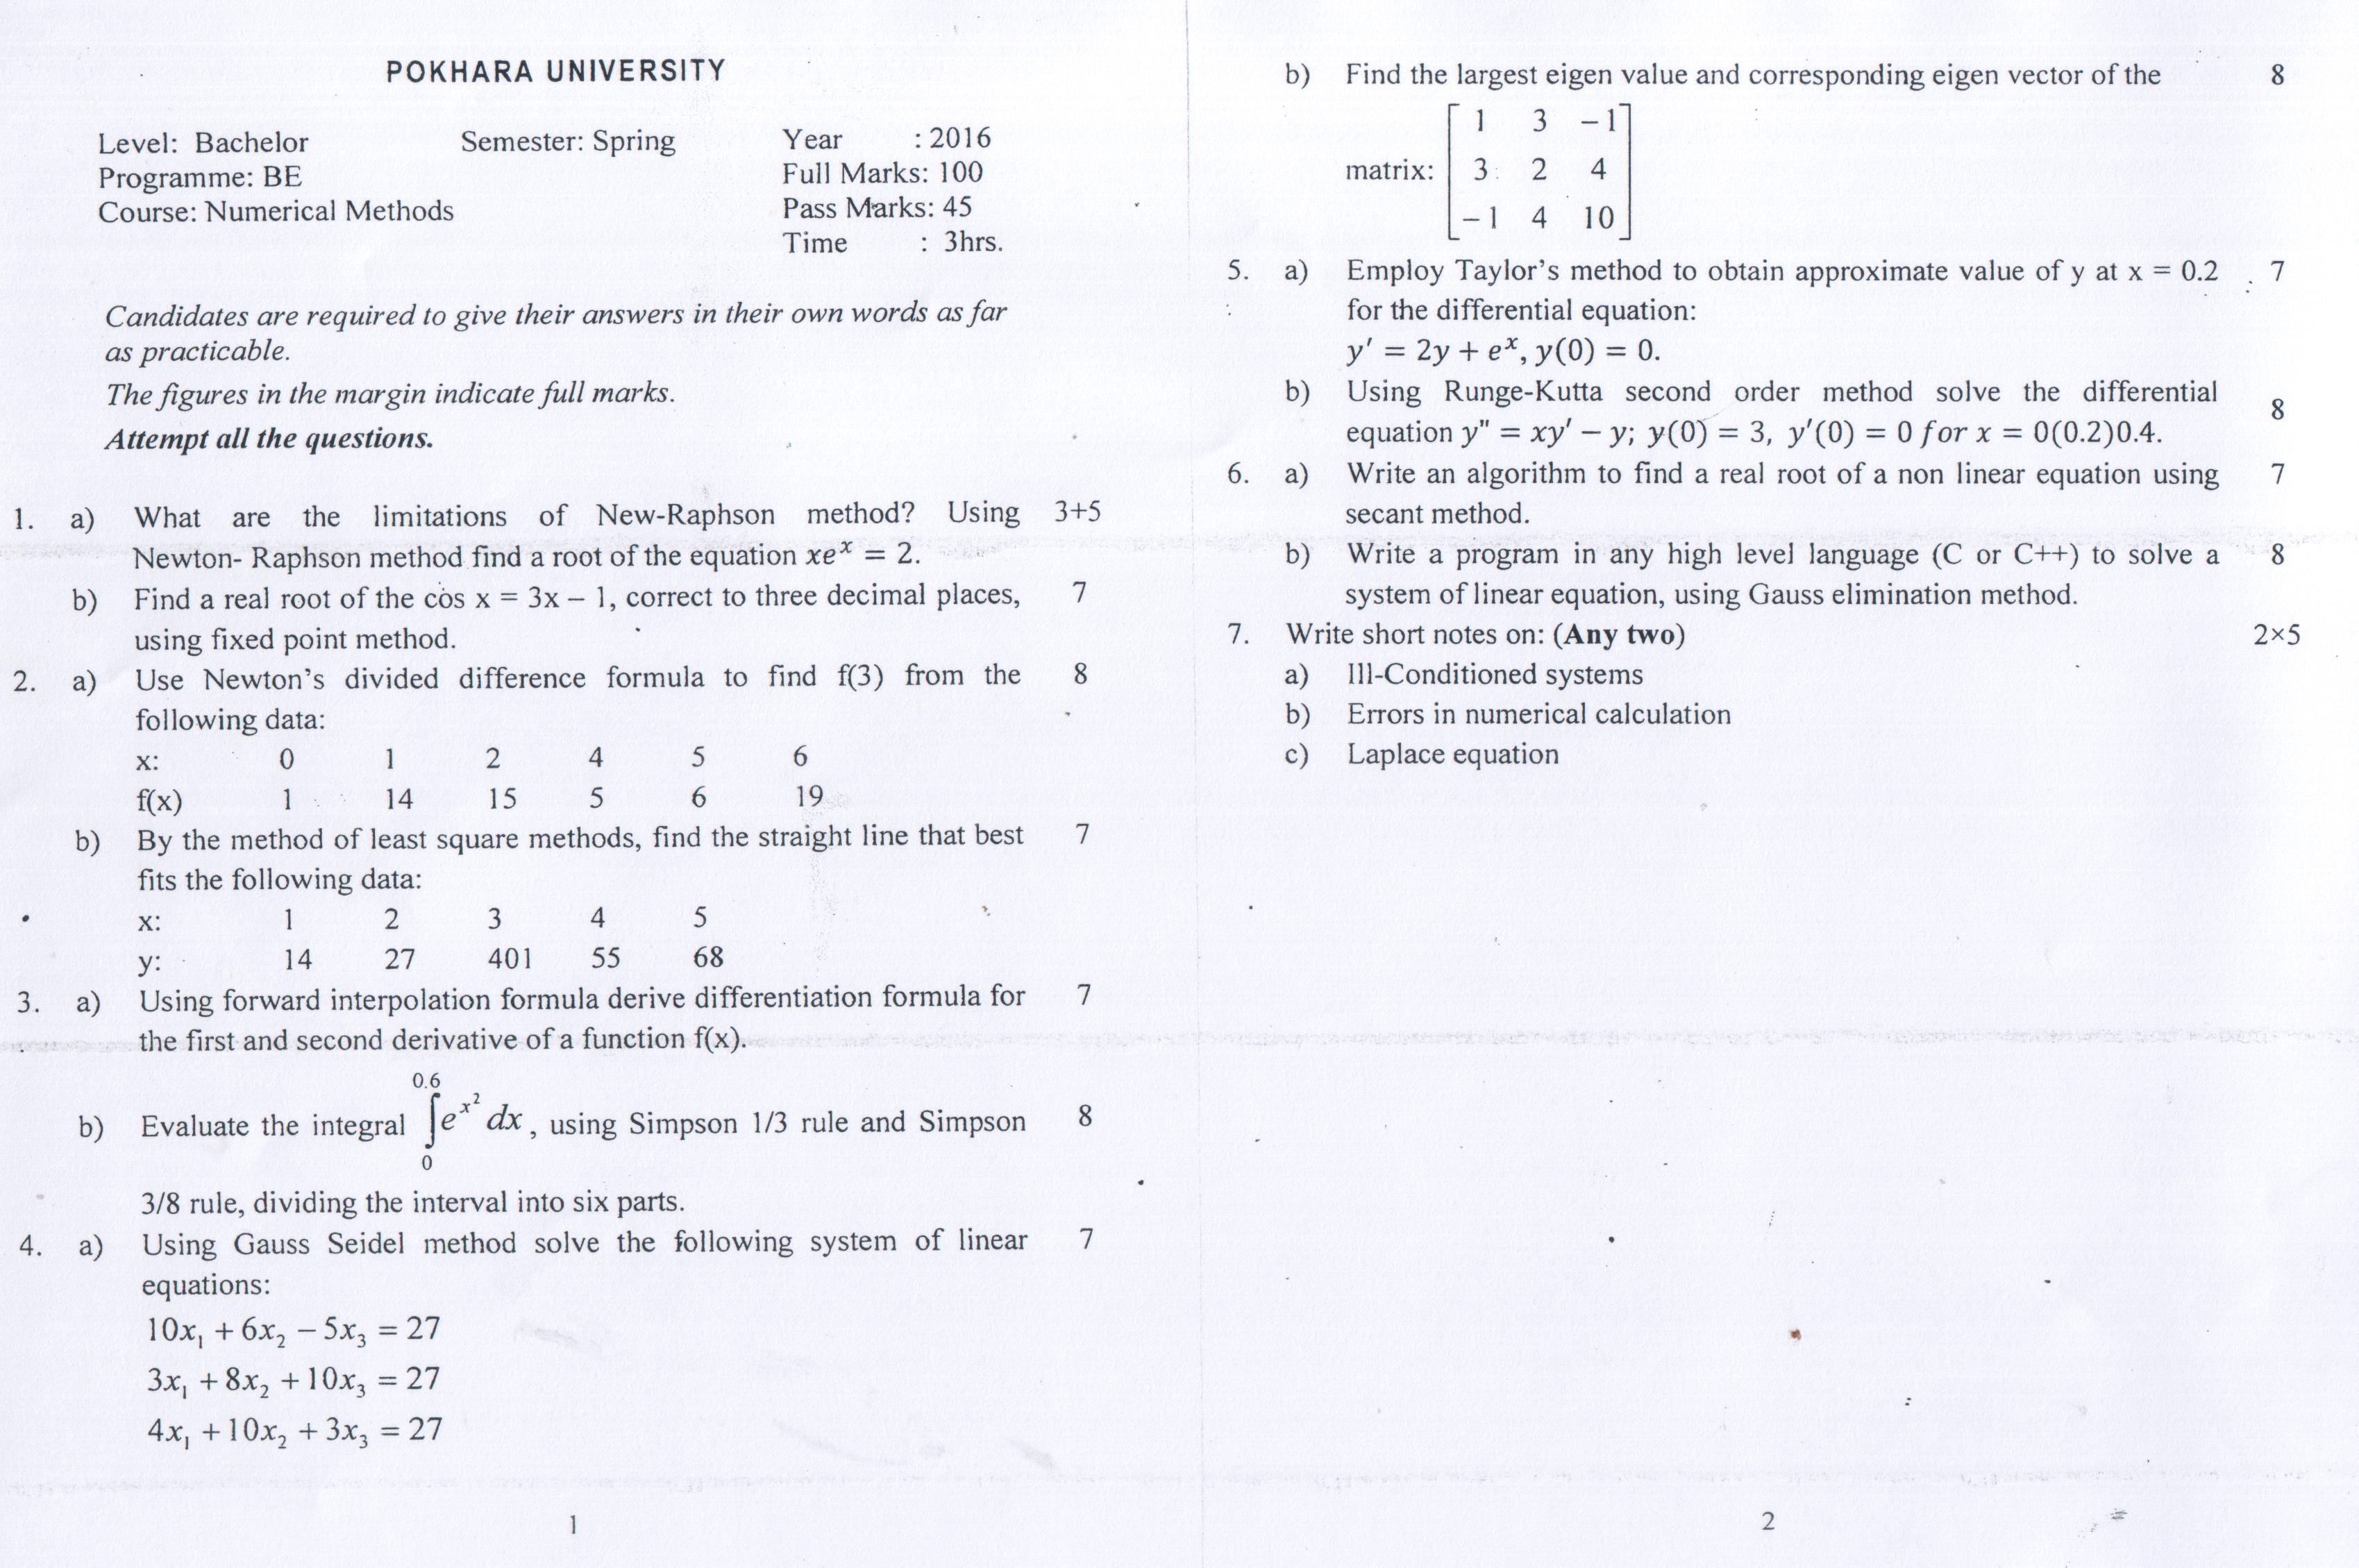 POKHARA UNIVERSITY
Level: Bachelor Semester: Spring Year : 2016
Programme: BE Full Marks: 100
Course: Numerical Methods Pass Marks: 45
Time : 3hrs.
Candidates are required to give their answers in their own words as far
as practicable.
The figures in the margin indicate full marks.
Attempt all the questions.
1. a) What are the limitations of New-Raphson method? Using 3+5
Newton- Raphson method find a root of the equation xeˣ = 2.
b) Find a real root of the cos x = 3x – 1, correct to three decimal places, 7
using fixed point method.
2. a) Use Newton's divided difference formula to find f(3) from the 8
following data:
x: 0 1 2 4 5 6
f(x) 1 14 15 5 6 19
b) By the method of least square methods, find the straight line that best 7
fits the following data:
x: 1 2 3 4 5
y: 14 27 401 55 68
3. a) Using forward interpolation formula derive differentiation formula for 7
the first and second derivative of a function f(x).
0.6
b) Evaluate the integral ∫e^x² dx, using Simpson 1/3 rule and Simpson 8
0
3/8 rule, dividing the interval into six parts.
4. a) Using Gauss Seidel method solve the following system of linear 7
equations:
10x₁ + 6x₂ – 5x₃ = 27
3x₁ + 8x₂ + 10x₃ = 27
4x₁ + 10x₂ + 3x₃ = 27
1
b) Find the largest eigen value and corresponding eigen vector of the 8
1 3 –1
matrix: 3 2 4
–1 4 10
5. a) Employ Taylor's method to obtain approximate value of y at x = 0.2 7
for the differential equation:
y' = 2y + eˣ, y(0) = 0.
b) Using Runge-Kutta second order method solve the differential 8
equation y" = xy' – y; y(0) = 3, y'(0) = 0 for x = 0(0.2)0.4.
6. a) Write an algorithm to find a real root of a non linear equation using 7
secant method.
b) Write a program in any high level language (C or C++) to solve a 8
system of linear equation, using Gauss elimination method.
7. Write short notes on: (Any two) 2×5
a) Ill-Conditioned systems
b) Errors in numerical calculation
c) Laplace equation
2